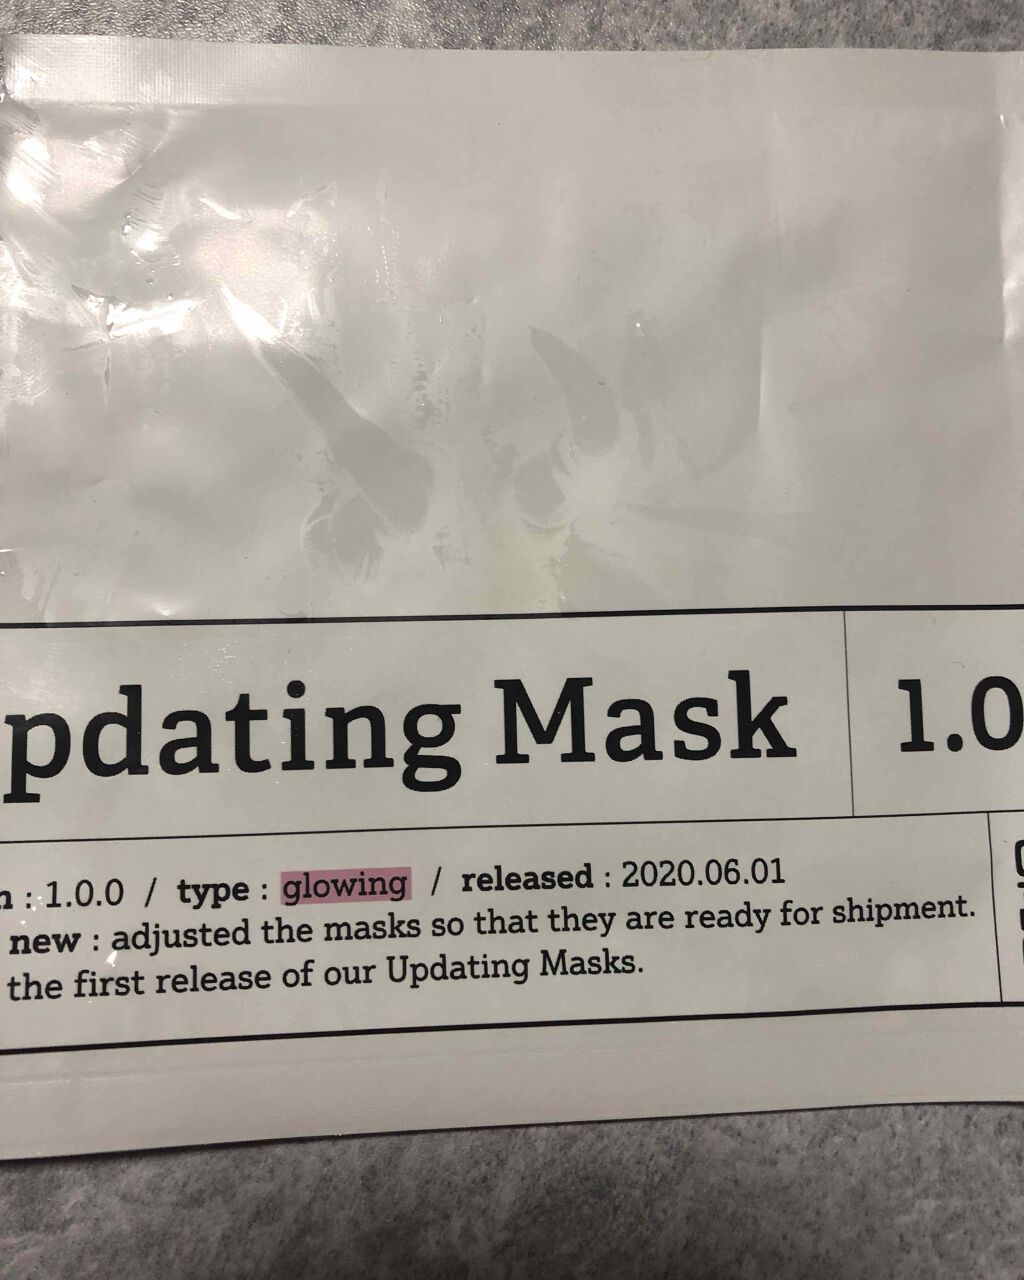 pdating Mask 1.0
: 1.0.0 / type : glowing / released : 2020.06.01
new : adjusted the masks so that they are ready for shipment.
the first release of our Updating Masks.